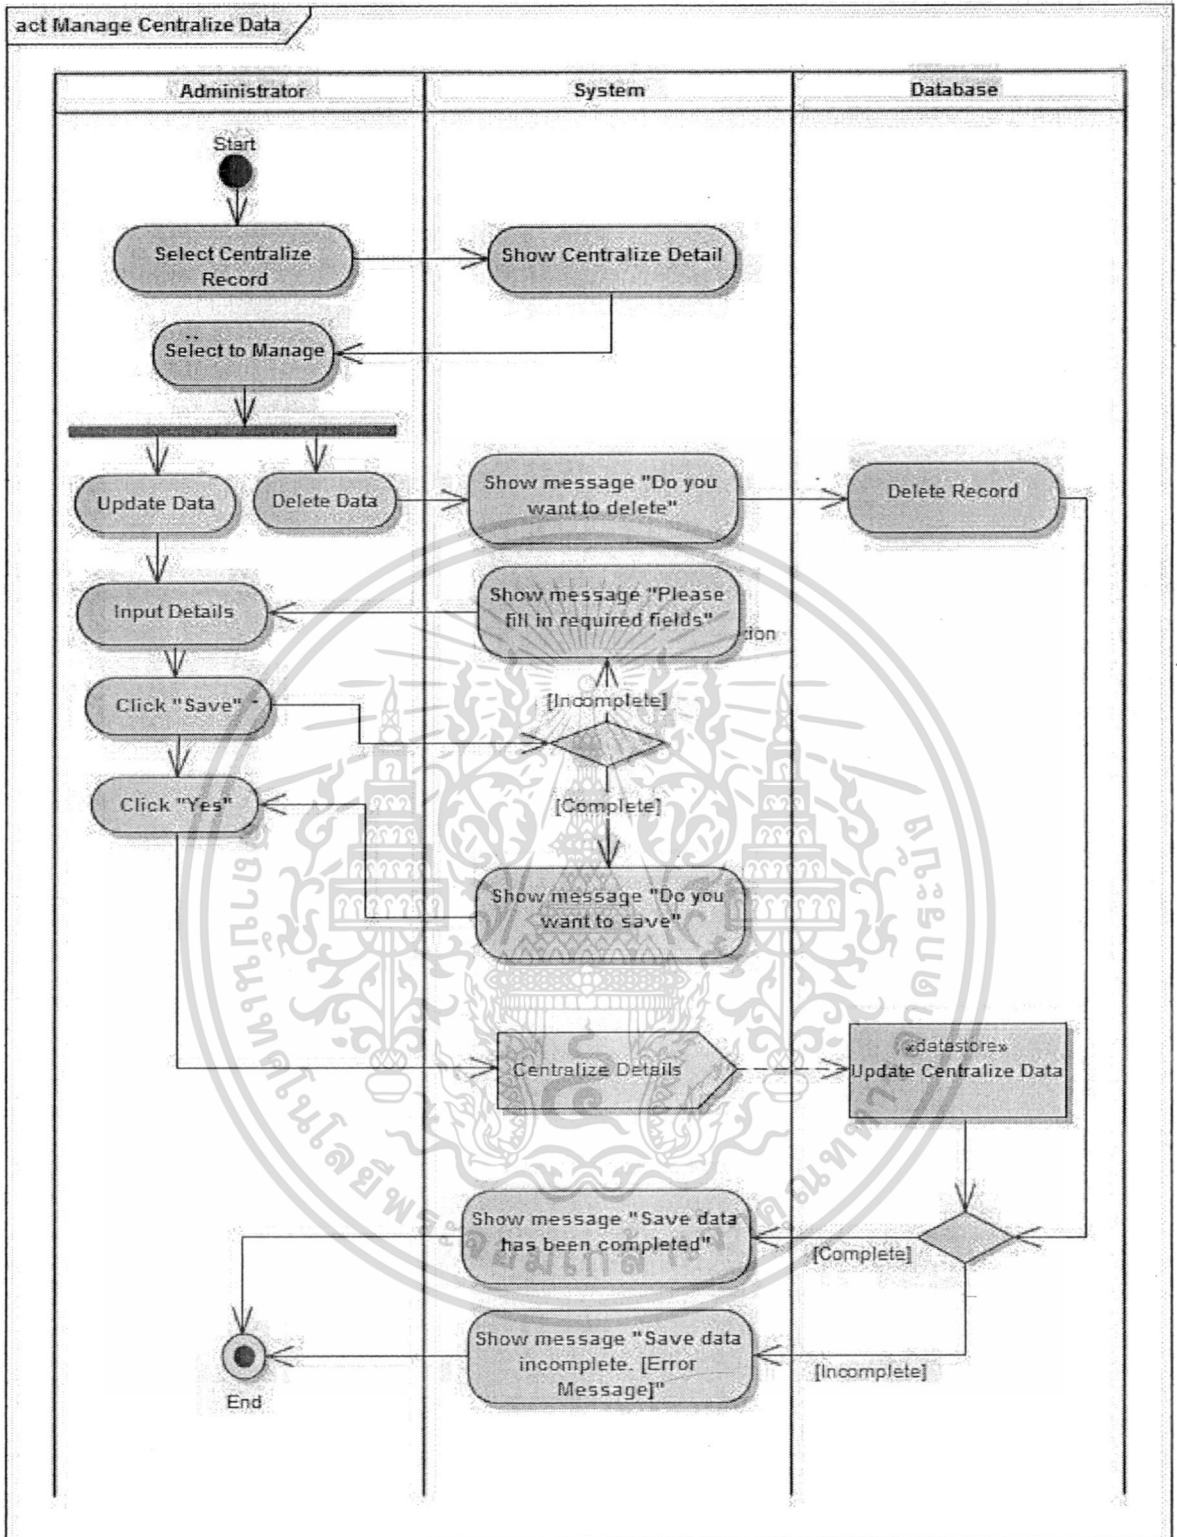 act Manage Centralize Data
Administrator
System
Database
Start
Select Centralize
Record
Show Centralize Detail
Select to Manage
Update Data
Delete Data
Show message "Do you
want to delete"
Delete Record
Input Details
Show message "Please
fill in required fields"
tion
Click "Save"
[Incomplete]
Click "Yes"
[Complete]
Show message "Do you
want to save"
Centralize Details
«datastore»
Update Centralize Data
Show message "Save data
has been completed"
[Complete]
Show message "Save data
incomplete. [Error
Message]"
[Incomplete]
End